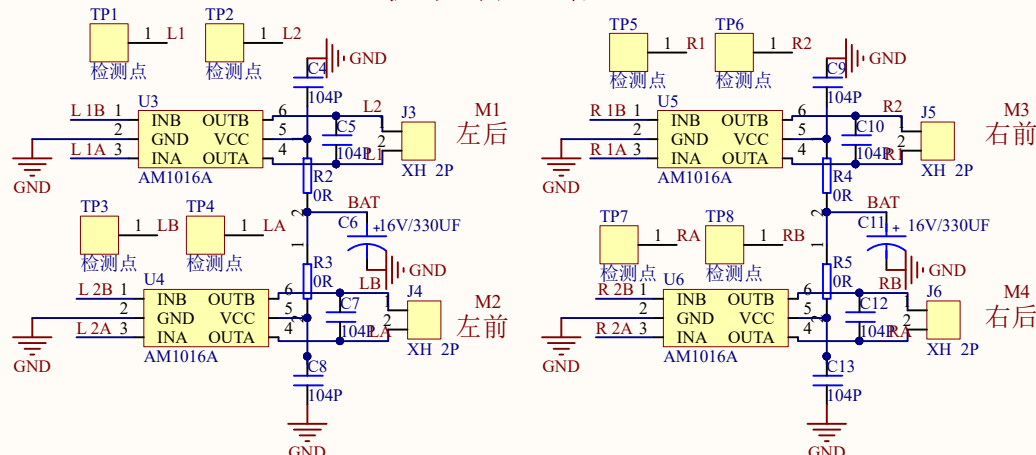 TP1
1
L1
检测点
TP2
1
L2
检测点
C4
104P
GND
U3
L 1B
1
INB
OUTB
6
2
GND
VCC
5
L 1A
3
INA
OUTA
4
AM1016A
GND
L2
C5
104P
L1
J3
1
2
XH 2P
M1
左后
R2
0R
2
BAT
C6
+
16V/330UF
GND
TP3
1
LB
检测点
TP4
1
LA
检测点
1
R3
0R
2
U4
L 2B
1
INB
OUTB
6
2
GND
VCC
5
L 2A
3
INA
OUTA
4
AM1016A
GND
LB
C7
104P
LA
J4
1
2
XH 2P
M2
左前
C8
104P
GND
TP5
1
R1
检测点
TP6
1
R2
检测点
C9
104P
GND
U5
R 1B
1
INB
OUTB
6
2
GND
VCC
5
R 1A
3
INA
OUTA
4
AM1016A
GND
R2
C10
104P
R1
J5
1
2
XH 2P
M3
右前
R4
0R
2
BAT
C11
+
16V/330UF
GND
TP7
1
RA
检测点
TP8
1
RB
检测点
1
R5
0R
2
U6
R 2B
1
INB
OUTB
6
2
GND
VCC
5
R 2A
3
INA
OUTA
4
AM1016A
GND
RB
C12
104P
RA
J6
1
2
XH 2P
M4
右后
C13
104P
GND